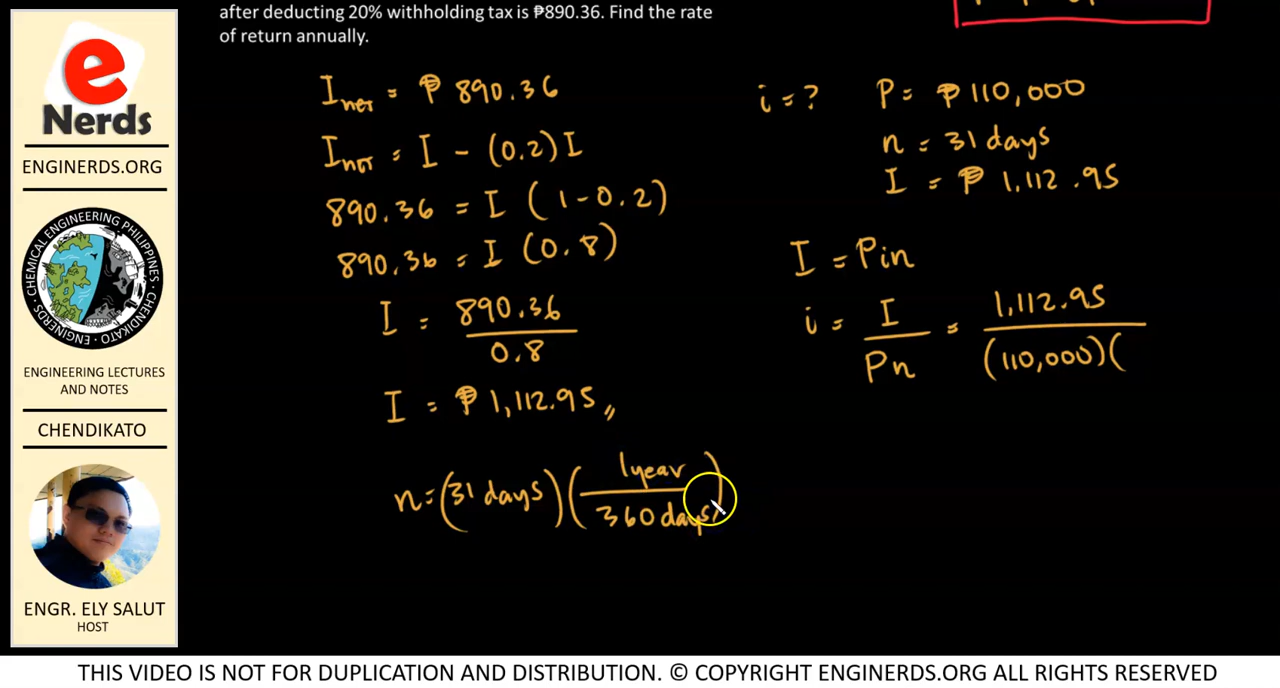 after deducting 20% withholding tax is ₱890.36. Find the rate
of return annually.
e
Nerds
ENGINERDS.ORG
CHEMICAL ENGINEERING PHILIPPINES
CHENDIKATO - ENGINERDS
ENGINEERING LECTURES
AND NOTES
CHENDIKATO
ENGR. ELY SALUT
HOST
I net = ₱ 890.36
I net = I - (0.2) I
890.36 = I (1-0.2)
890.36 = I (0.8)
I = 890.36 / 0.8
I = ₱ 1,112.95
n = (31 days) (1 year / 360 days)
i = ? P = ₱ 110,000
n = 31 days
I = ₱ 1,112.95
I = Pin
i = I / Pn = 1,112.95 / (110,000)(
THIS VIDEO IS NOT FOR DUPLICATION AND DISTRIBUTION. © COPYRIGHT ENGINERDS.ORG ALL RIGHTS RESERVED